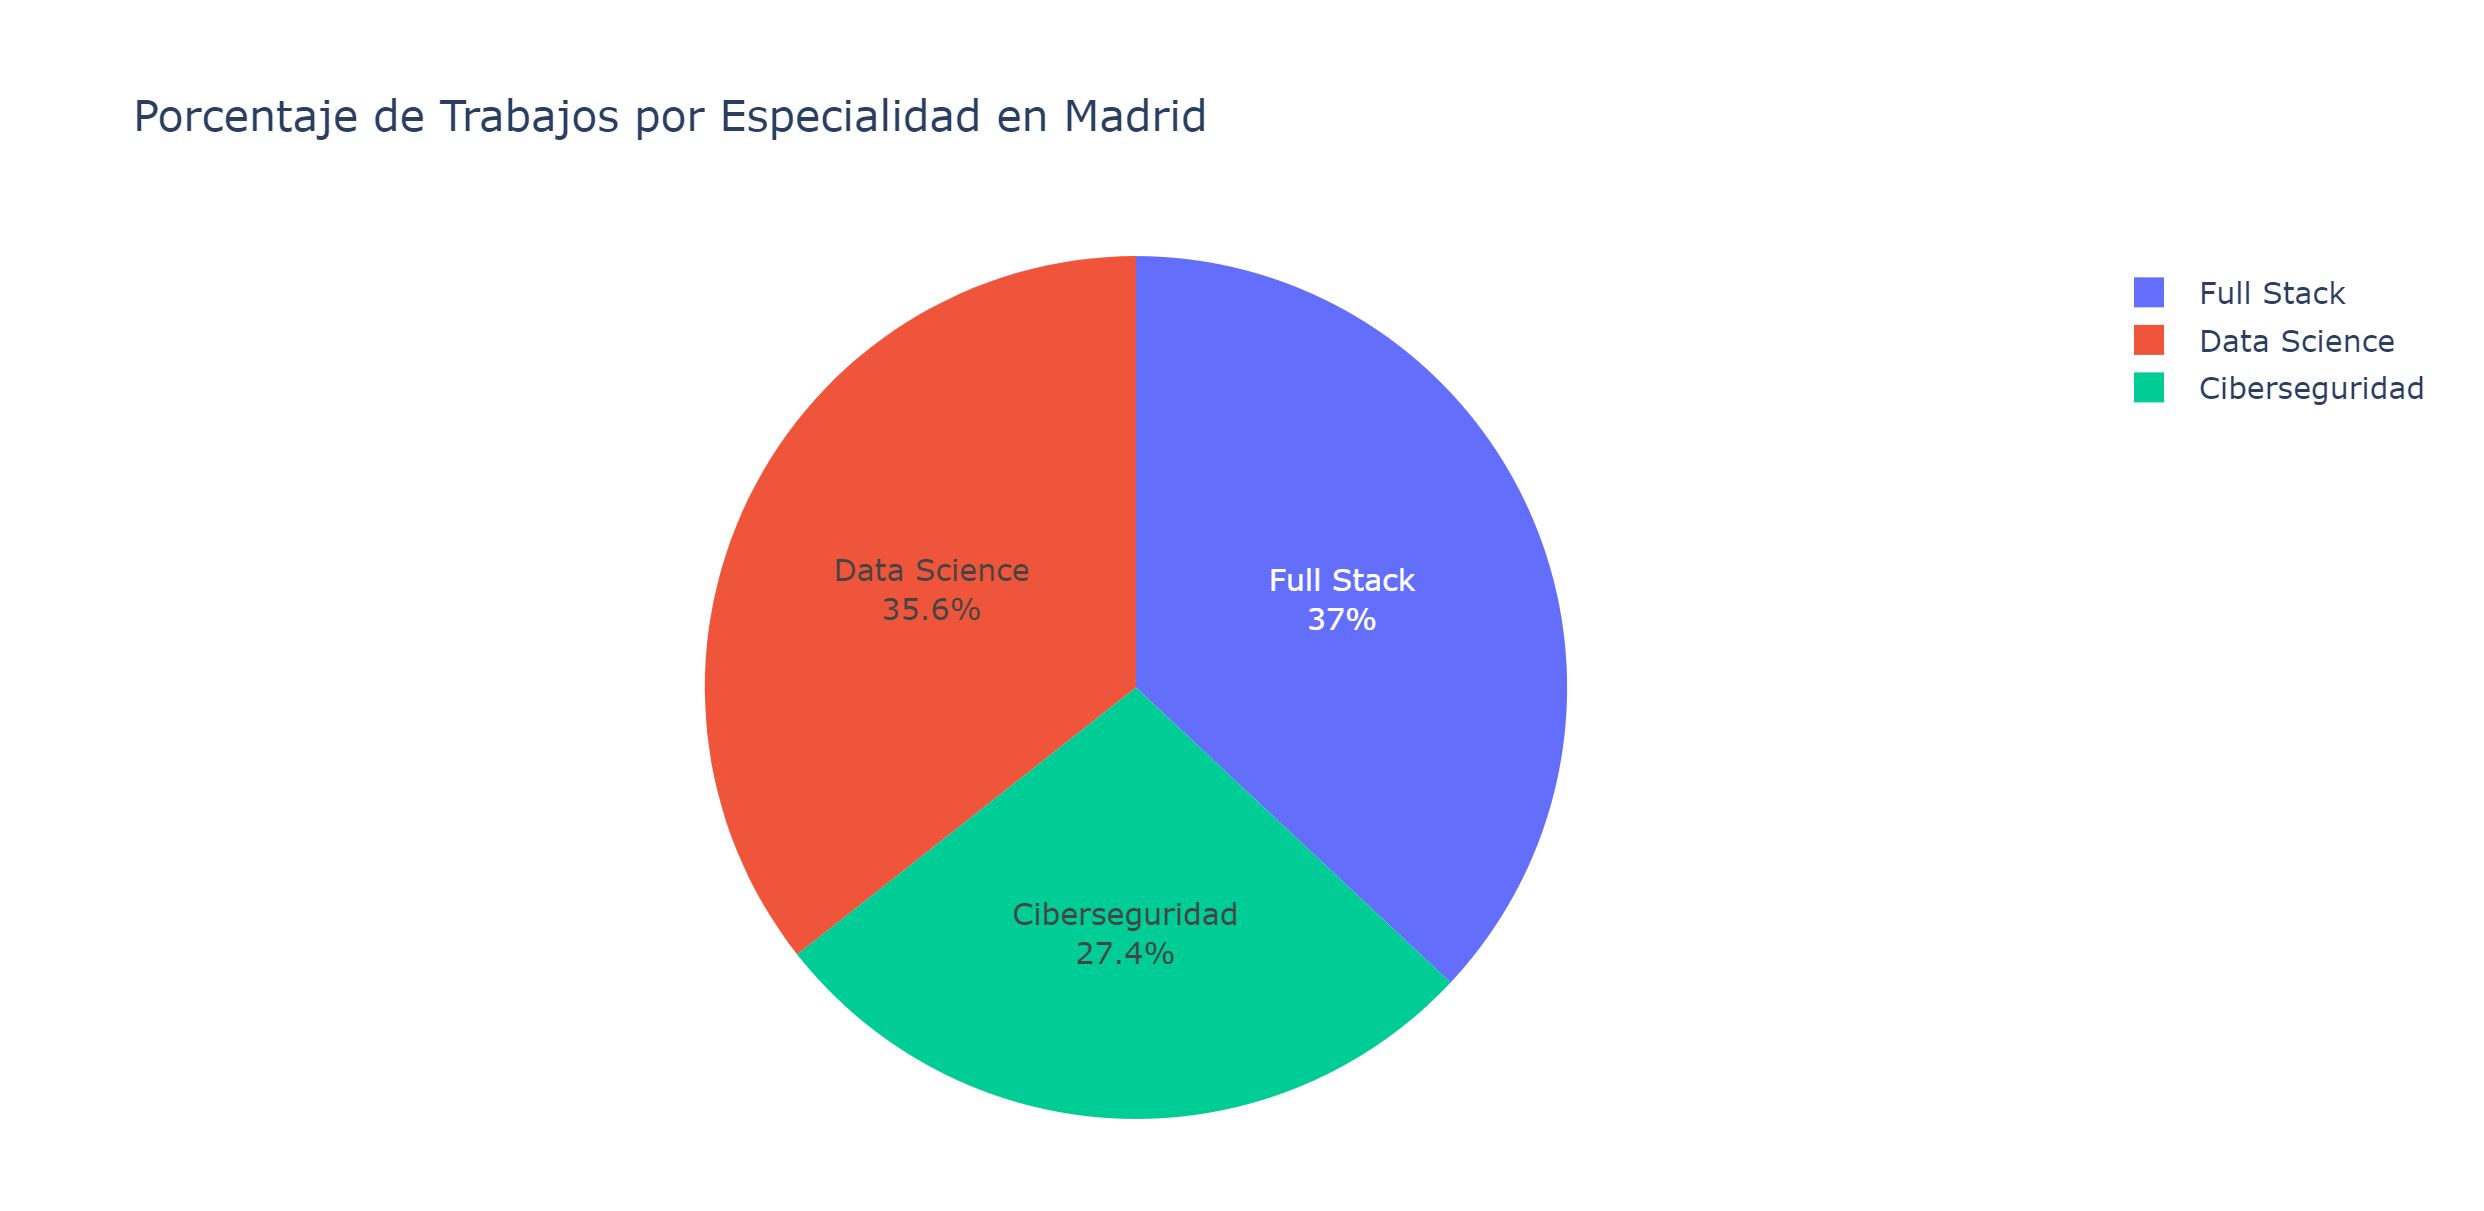 Porcentaje de Trabajos por Especialidad en Madrid
Full Stack
Data Science
Ciberseguridad
Data Science
35.6%
Full Stack
37%
Ciberseguridad
27.4%